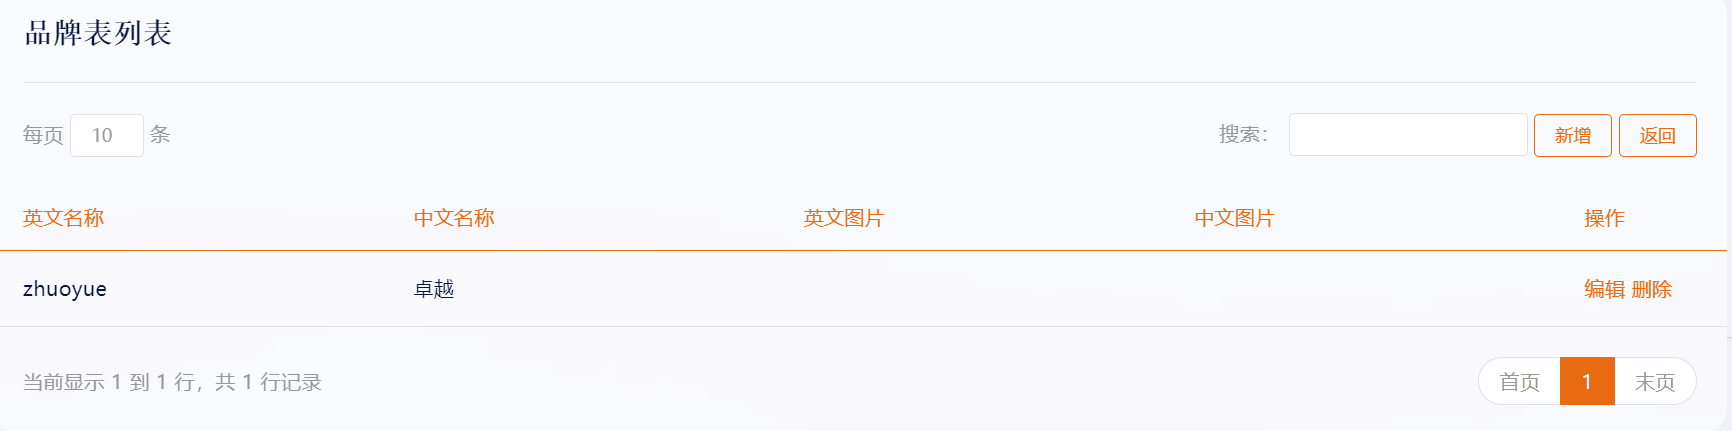 品牌表列表
每页 10 条 搜索： 新增 返回
英文名称 中文名称 英文图片 中文图片 操作
zhuoyue 卓越 编辑 删除
当前显示 1 到 1 行，共 1 行记录 首页 1 末页